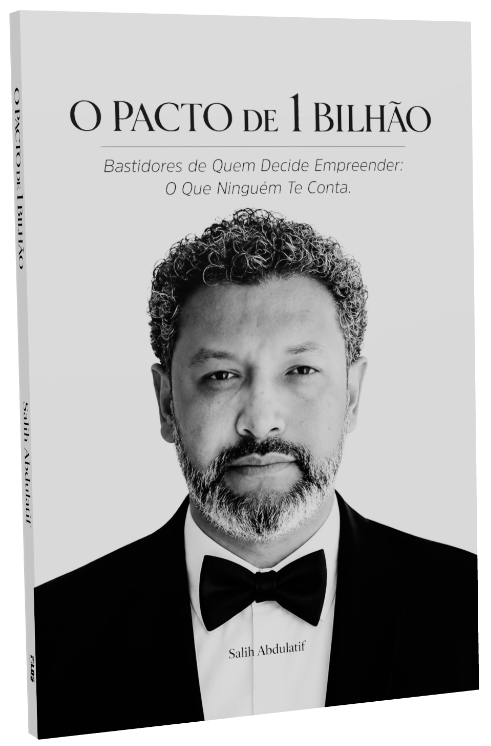 O PACTO DE 1 BILHÃO
Bastidores de Quem Decide Empreender:
O Que Ninguém Te Conta.
Salih Abdulatif
O PACTO DE 1 BILHÃO
Salih Abdulatif